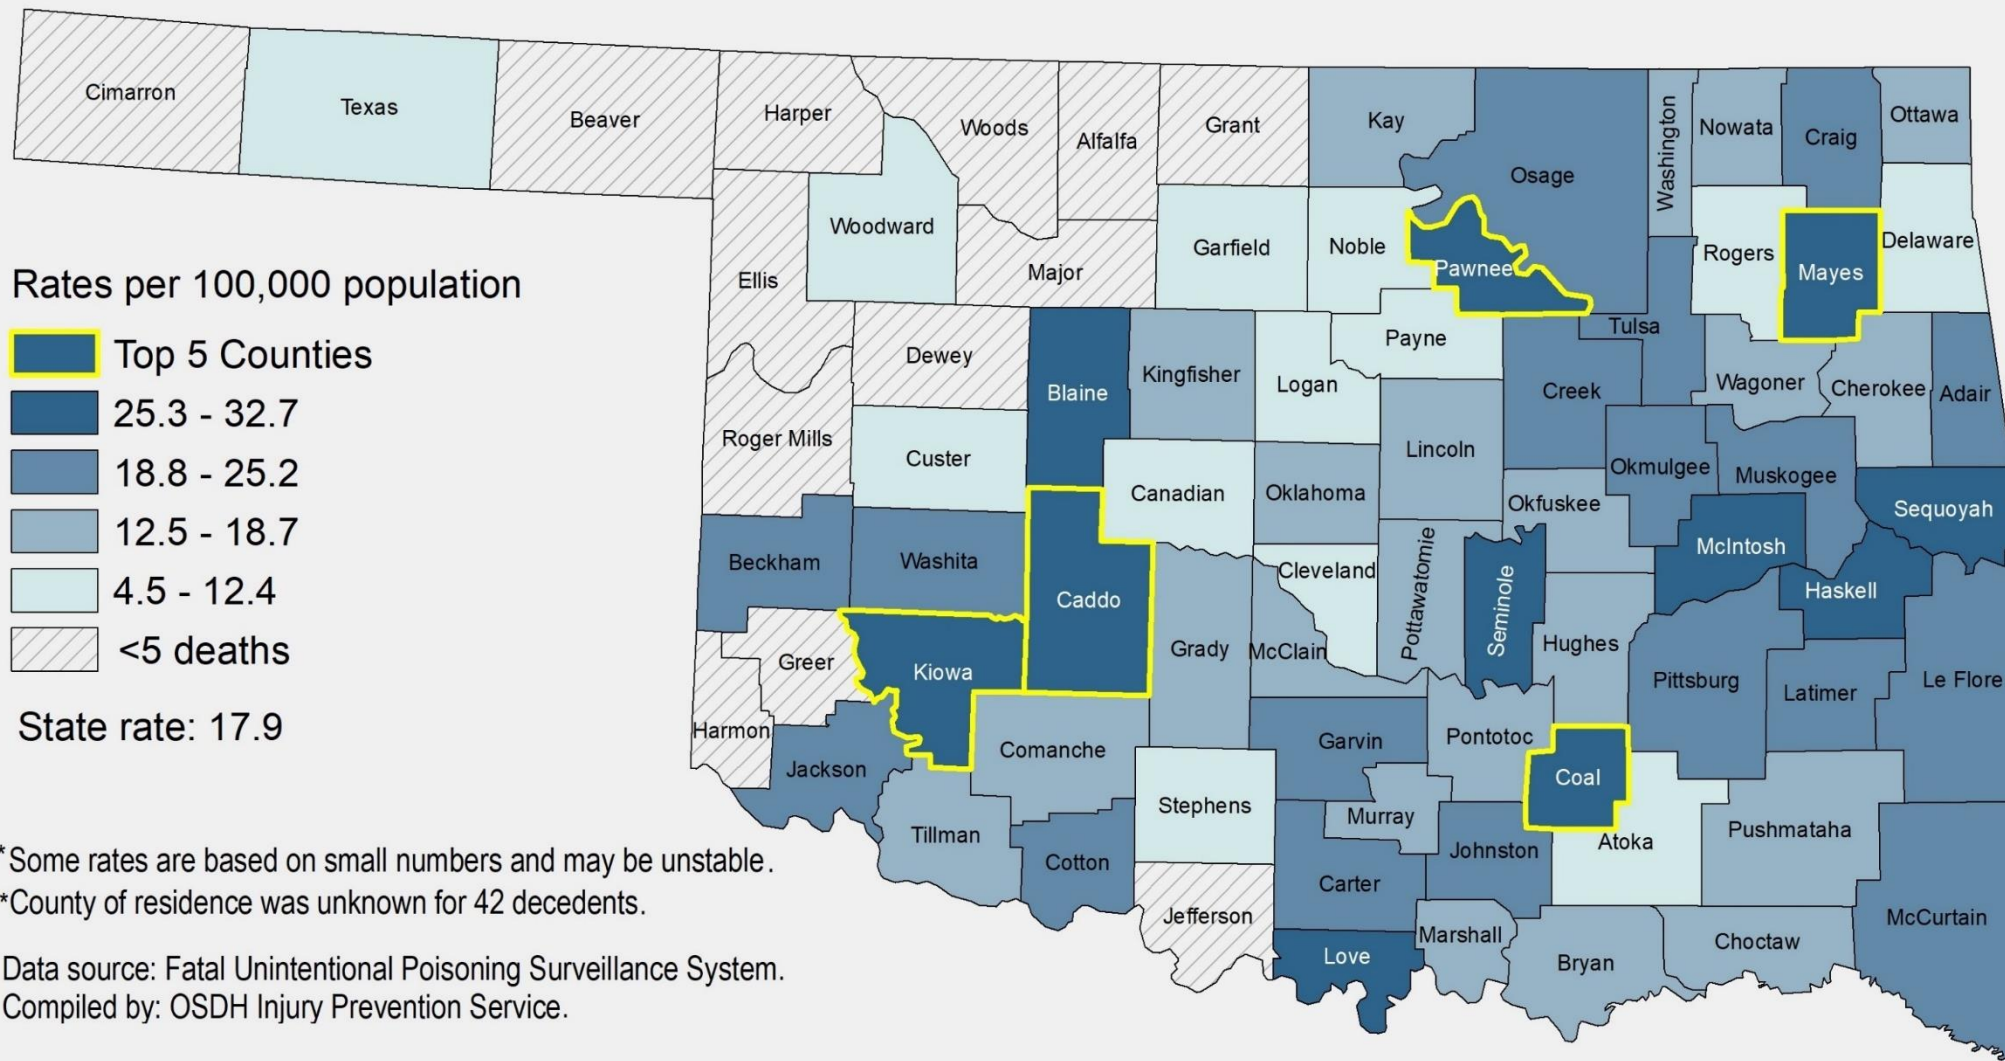 Cimarron
Texas
Beaver
Harper
Woods
Alfalfa
Grant
Kay
Osage
Washington
Nowata
Craig
Ottawa
Woodward
Ellis
Major
Garfield
Noble
Pawnee
Rogers
Mayes
Delaware
Rates per 100,000 population
Top 5 Counties
25.3 - 32.7
18.8 - 25.2
12.5 - 18.7
4.5 - 12.4
<5 deaths
State rate: 17.9
Dewey
Blaine
Kingfisher
Logan
Payne
Tulsa
Creek
Wagoner
Cherokee
Adair
Roger Mills
Custer
Canadian
Oklahoma
Lincoln
Okfuskee
Okmulgee
Muskogee
Sequoyah
Beckham
Washita
Caddo
Grady
Cleveland
McClain
Pottawatomie
Seminole
Hughes
McIntosh
Haskell
Greer
Kiowa
Harmon
Jackson
Comanche
Garvin
Pontotoc
Coal
Pittsburg
Latimer
Le Flore
Tillman
Cotton
Stephens
Murray
Johnston
Atoka
Pushmataha
Jefferson
Carter
Love
Marshall
Bryan
Choctaw
McCurtain
*Some rates are based on small numbers and may be unstable.
*County of residence was unknown for 42 decedents.
Data source: Fatal Unintentional Poisoning Surveillance System.
Compiled by: OSDH Injury Prevention Service.